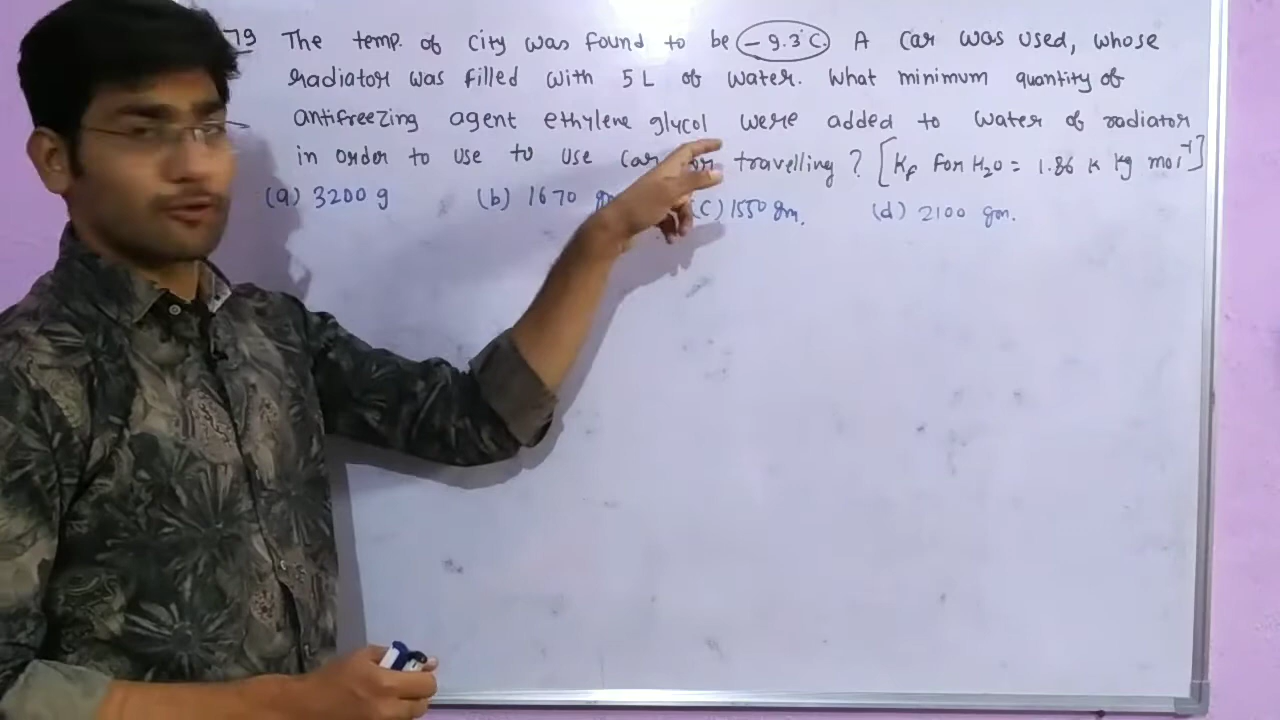 79 The temp. of city was found to be -9.3°C. A car was used, whose
radiator was filled with 5 L of water. What minimum quantity of
antifreezing agent ethylene glycol were added to water of radiator
in order to use to use car for travelling? [Kf for H2O = 1.86 K kg mol-1]
(a) 3200 g (b) 1670 gm (c) 1550 gm. (d) 2100 gm.